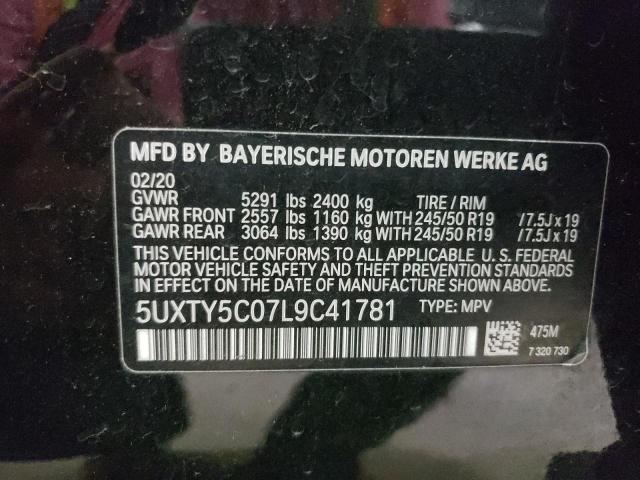 MFD BY BAYERISCHE MOTOREN WERKE AG
02/20
GVWR 5291 lbs 2400 kg TIRE / RIM
GAWR FRONT 2557 lbs 1160 kg WITH 245/50 R19 /7.5J x 19
GAWR REAR 3064 lbs 1390 kg WITH 245/50 R19 /7.5J x 19
THIS VEHICLE CONFORMS TO ALL APPLICABLE U. S. FEDERAL
MOTOR VEHICLE SAFETY AND THEFT PREVENTION STANDARDS
IN EFFECT ON THE DATE OF MANUFACTURE SHOWN ABOVE.
5UXTY5C07L9C41781 TYPE: MPV
475M
7 320 730